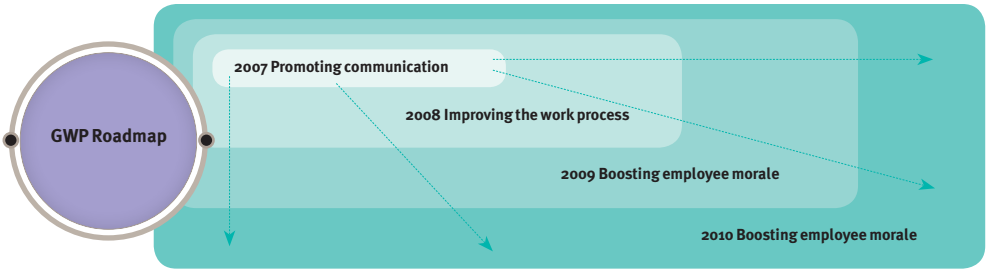 GWP Roadmap
2007 Promoting communication
2008 Improving the work process
2009 Boosting employee morale
2010 Boosting employee morale